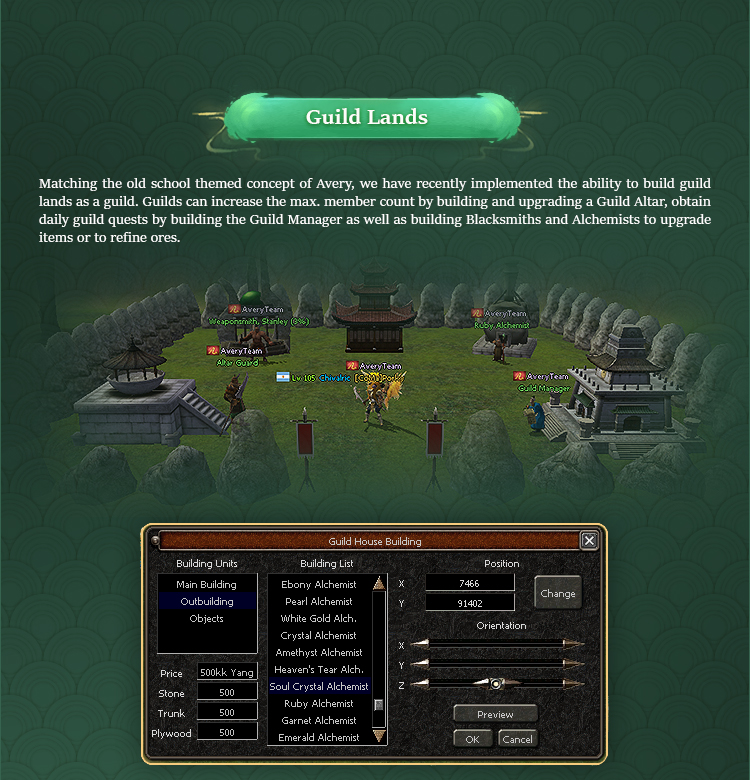 Guild Lands
Matching the old school themed concept of Avery, we have recently implemented the ability to build guild
lands as a guild. Guilds can increase the max. member count by building and upgrading a Guild Altar, obtain
daily guild quests by building the Guild Manager as well as building Blacksmiths and Alchemists to upgrade
items or to refine ores.
AveryTeam
Weaponsmith, Stanley (3%)
AveryTeam
Ruby Alchemist
AveryTeam
Altar Guard
AveryTeam
Lv 105 Chivalric
AveryTeam
Guild Manager
Guild House Building
Building Units
Main Building
Outbuilding
Objects
Price 500kk Yang
Stone 500
Trunk 500
Plywood 500
Building List
Ebony Alchemist
Pearl Alchemist
White Gold Alch.
Crystal Alchemist
Amethyst Alchemist
Heaven's Tear Alch.
Soul Crystal Alchemist
Ruby Alchemist
Garnet Alchemist
Emerald Alchemist
Position
X 7466
Y 91402
Change
Orientation
X
Y
Z
Preview
OK Cancel